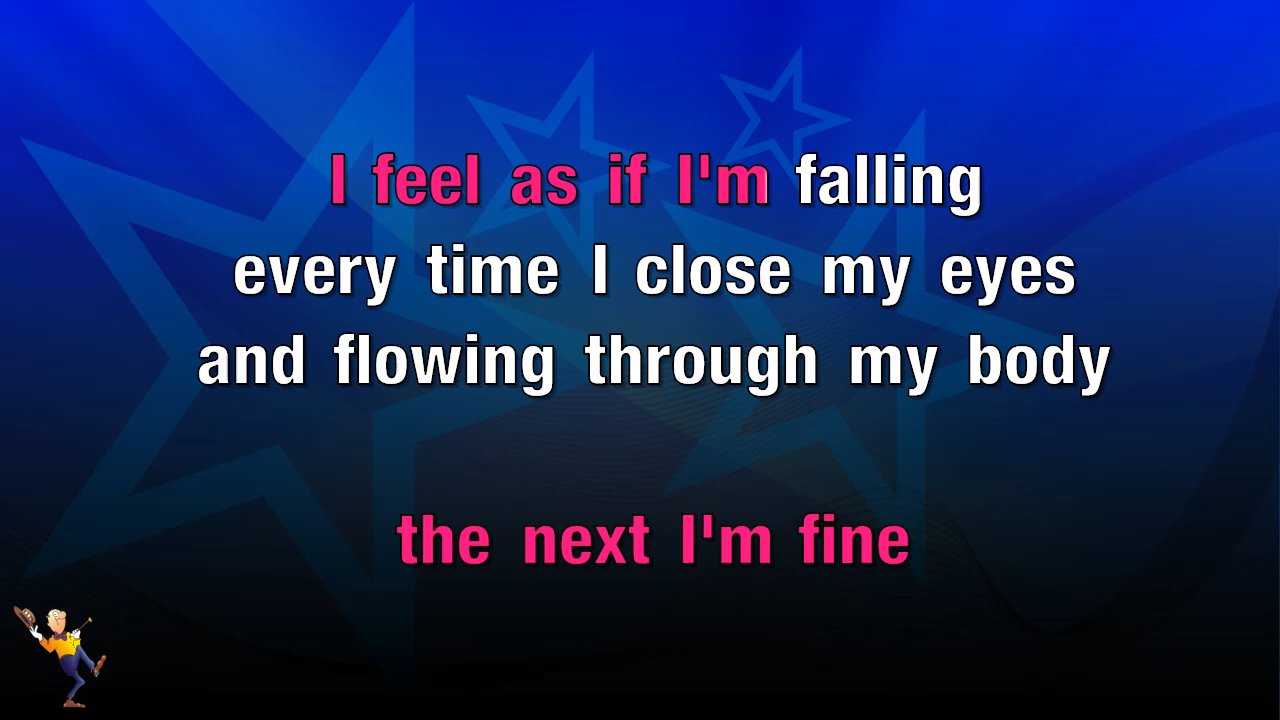 I feel as if I'm falling
every time I close my eyes
and flowing through my body
the next I'm fine